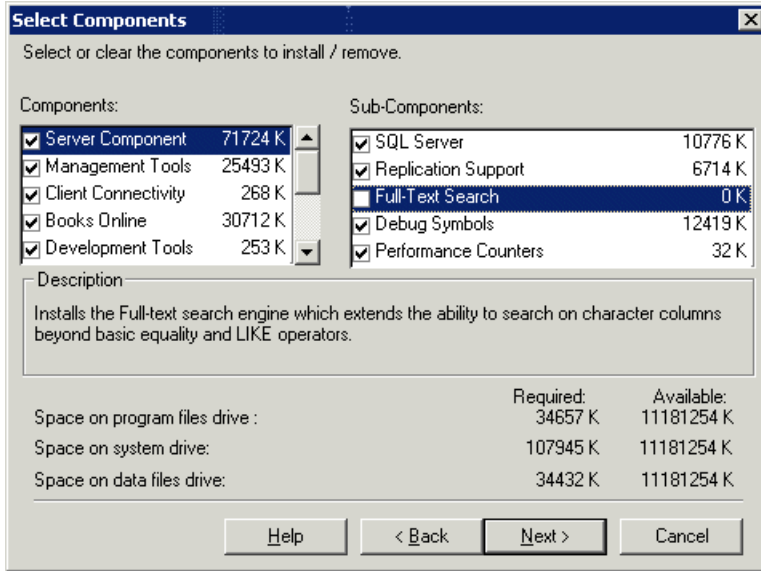 Select Components
Select or clear the components to install / remove.
Components:
Server Component 71724 K
Management Tools 25493 K
Client Connectivity 268 K
Books Online 30712 K
Development Tools 253 K
Sub-Components:
SQL Server 10776 K
Replication Support 6714 K
Full-Text Search 0 K
Debug Symbols 12419 K
Performance Counters 32 K
Description
Installs the Full-text search engine which extends the ability to search on character columns
beyond basic equality and LIKE operators.
Required: Available:
Space on program files drive : 34657 K 11181254 K
Space on system drive: 107945 K 11181254 K
Space on data files drive: 34432 K 11181254 K
Help < Back Next > Cancel